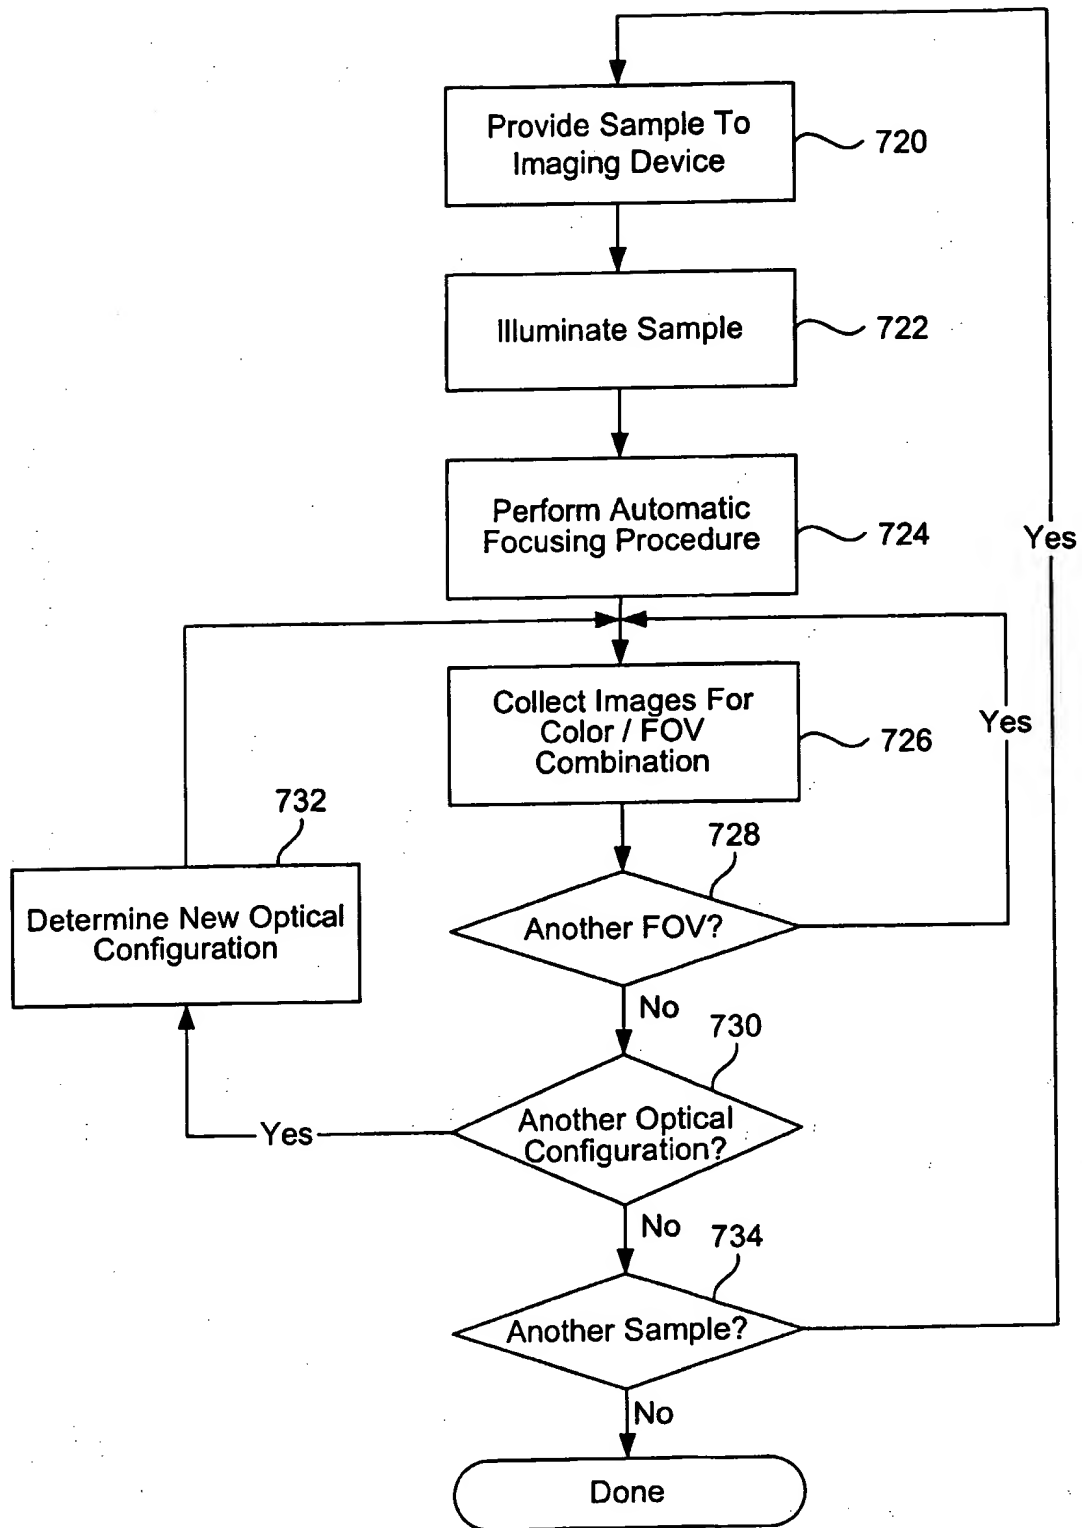 Provide Sample To
Imaging Device
720
Illuminate Sample
722
Perform Automatic
Focusing Procedure
724
Yes
Collect Images For
Color / FOV
Combination
726
Yes
732
Determine New Optical
Configuration
728
Another FOV?
No
730
Another Optical
Configuration?
Yes
No
734
Another Sample?
No
Done